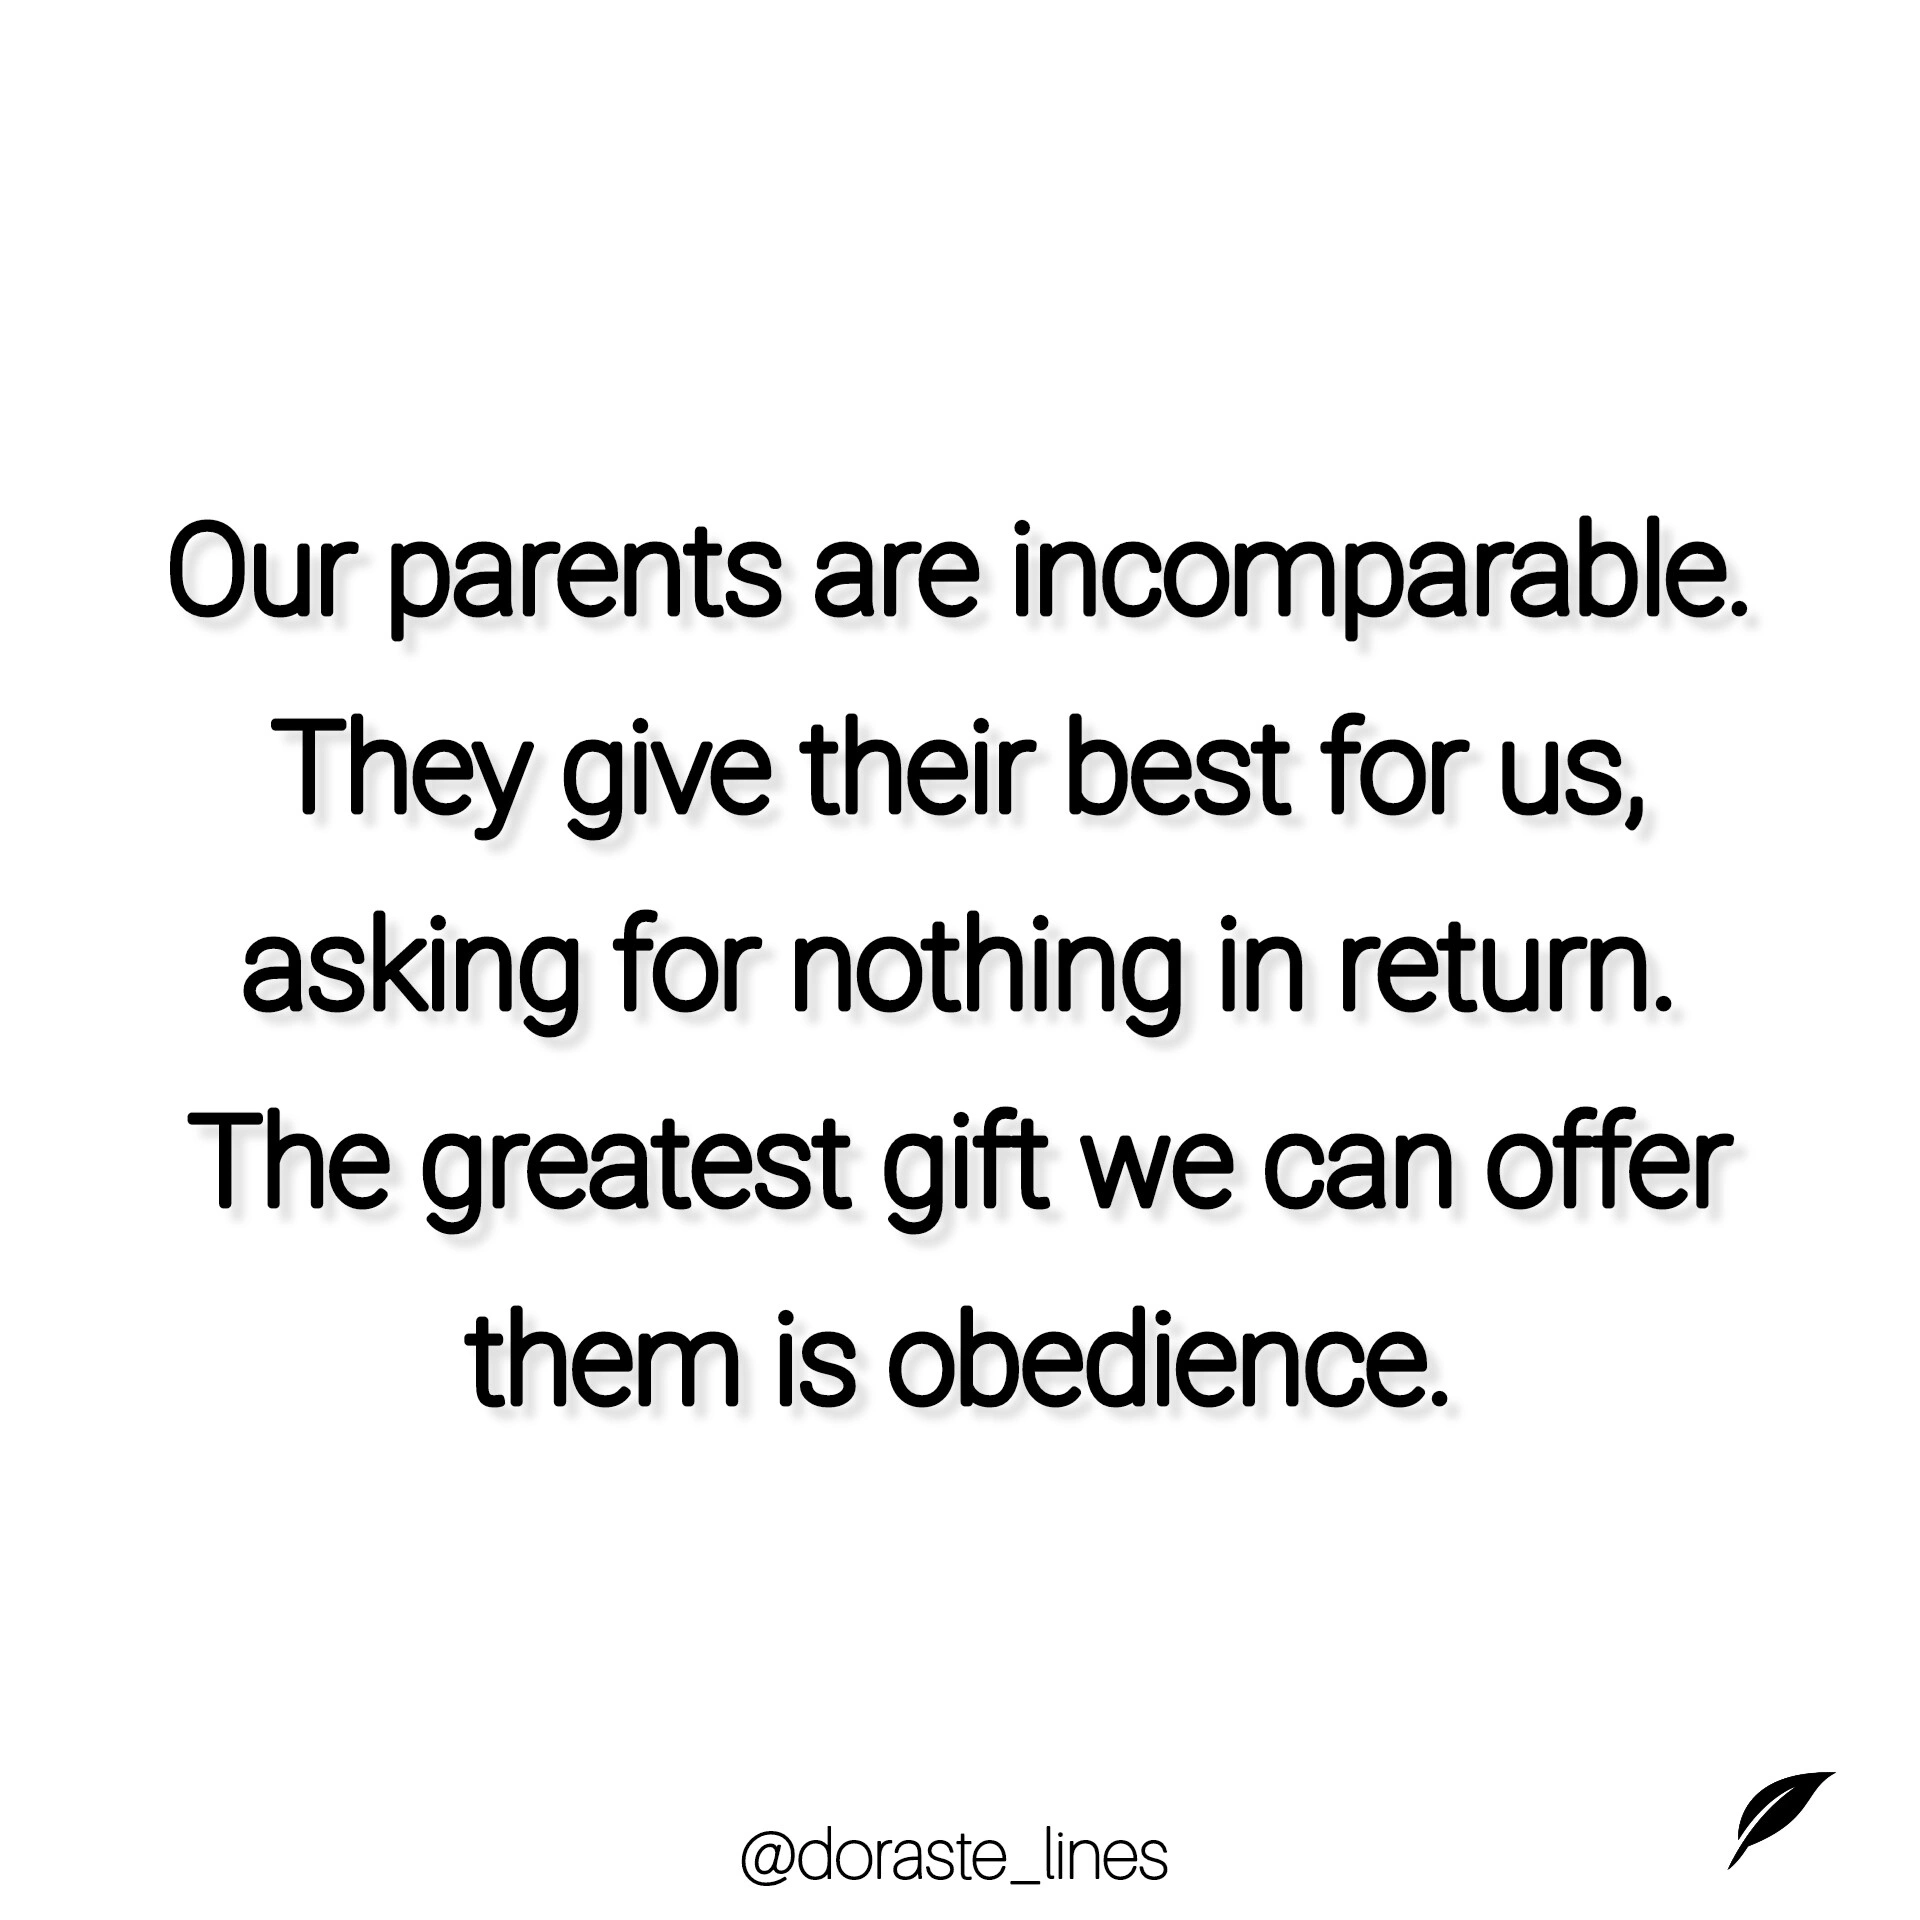 Our parents are incomparable.
They give their best for us,
asking for nothing in return.
The greatest gift we can offer
them is obedience.
@doraste_lines